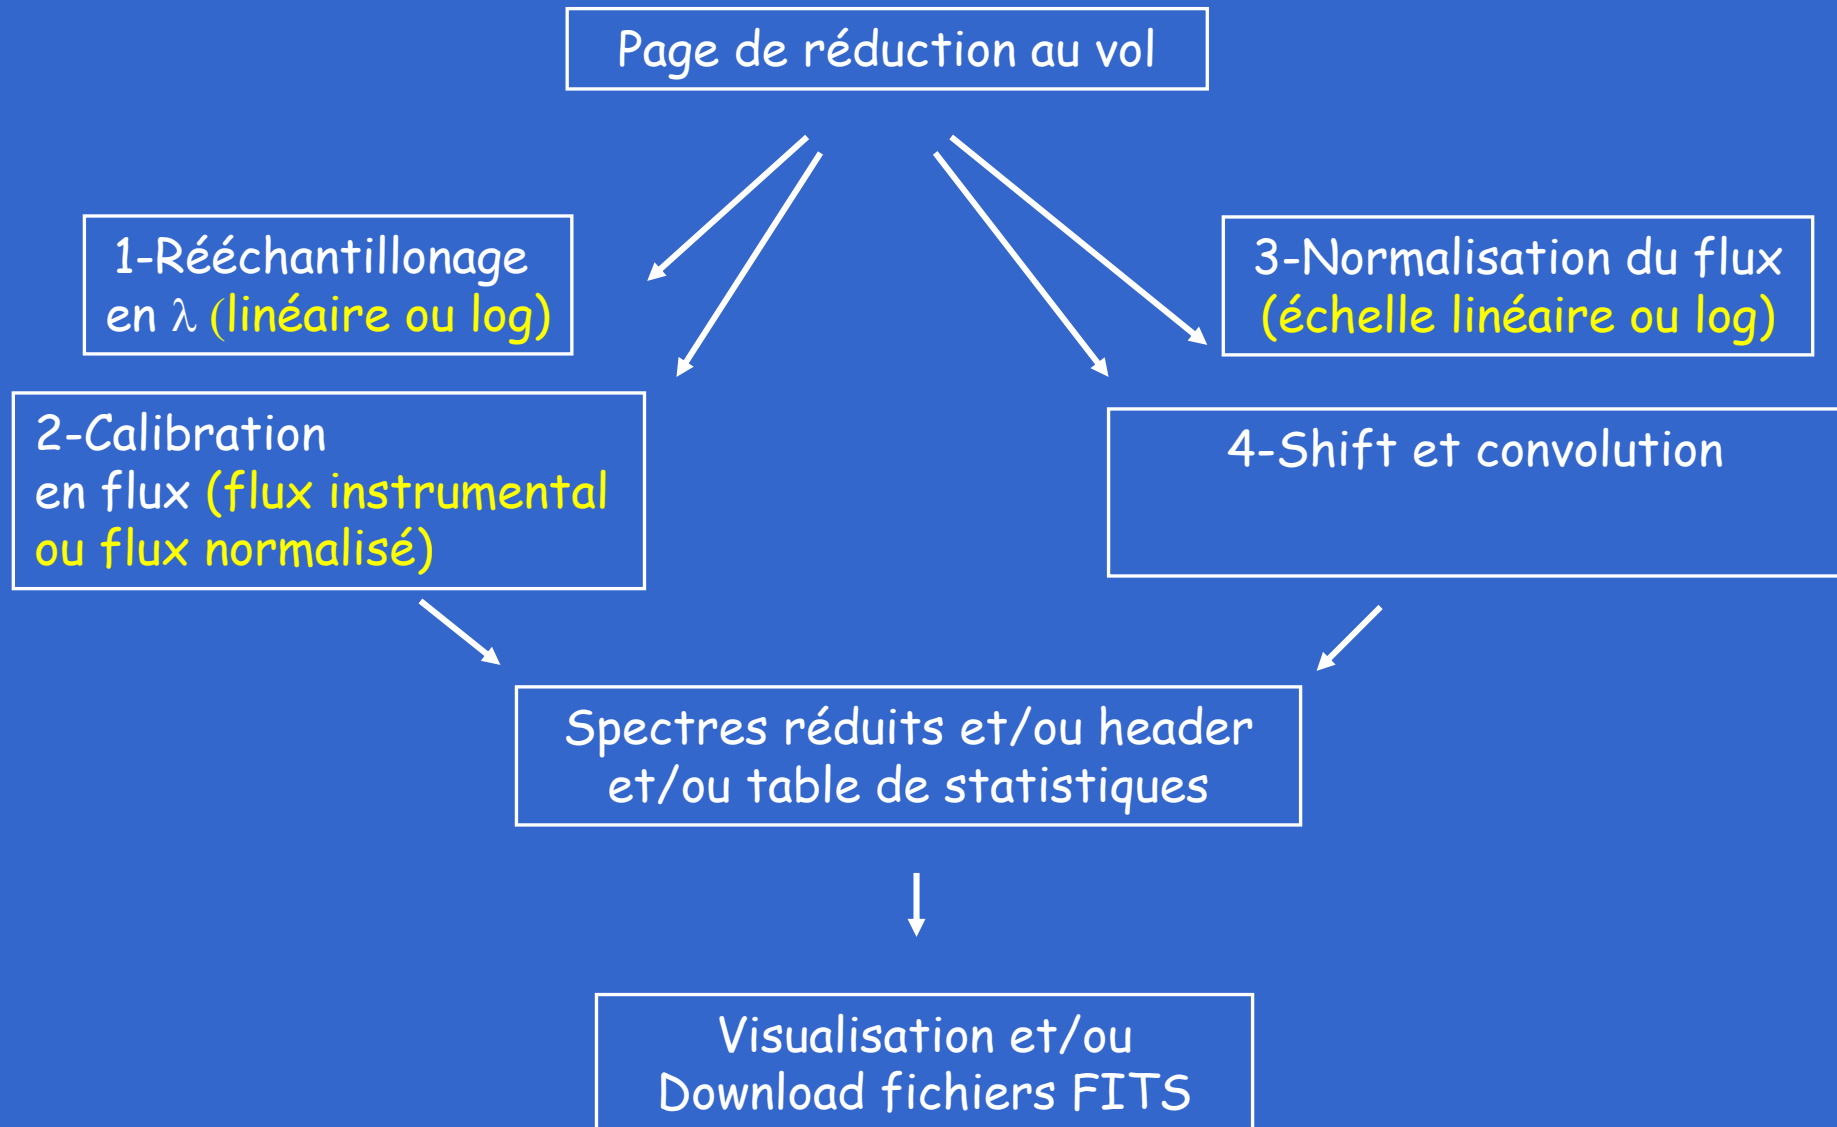 Page de réduction au vol
1-Rééchantillonage
en λ (linéaire ou log)
2-Calibration
en flux (flux instrumental
ou flux normalisé)
3-Normalisation du flux
(échelle linéaire ou log)
4-Shift et convolution
Spectres réduits et/ou header
et/ou table de statistiques
Visualisation et/ou
Download fichiers FITS